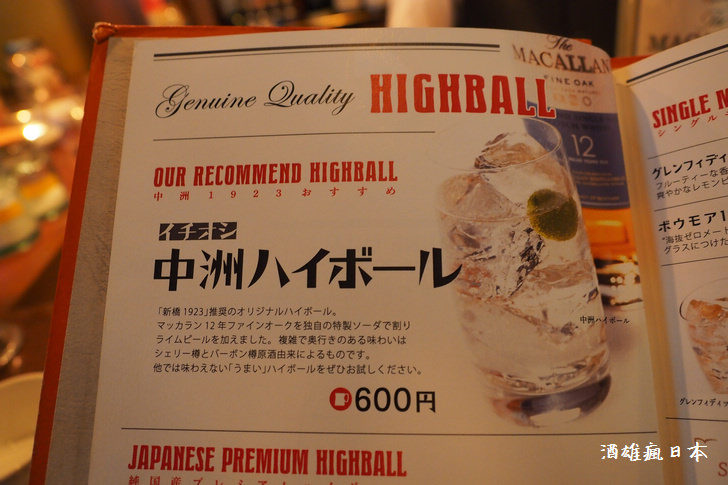 The
MACALLAN
FINE OAK
12
Genuine Quality HIGHBALL
OUR RECOMMEND HIGHBALL
中洲1923おすすめ
イチオシ
中洲ハイボール
「新橋1923」推奨のオリジナルハイボール。
マッカラン12年ファインオークを独自の特製ソーダで割り
ライムピールを加えました。複雑で奥行きのある味わいは
シェリー樽とバーボン樽原酒由来によるものです。
他では味わえない「うまい」ハイボールをぜひお試しください。
600円
中洲ハイボール
JAPANESE PREMIUM HIGHBALL
SINGLE
シングル
グレンフィディ
フルーティーな香
爽やかなレモンピ
ボウモア1
"海抜ゼロメート
グラスにつけた
グレンフィディッ
酒雄瘋日本